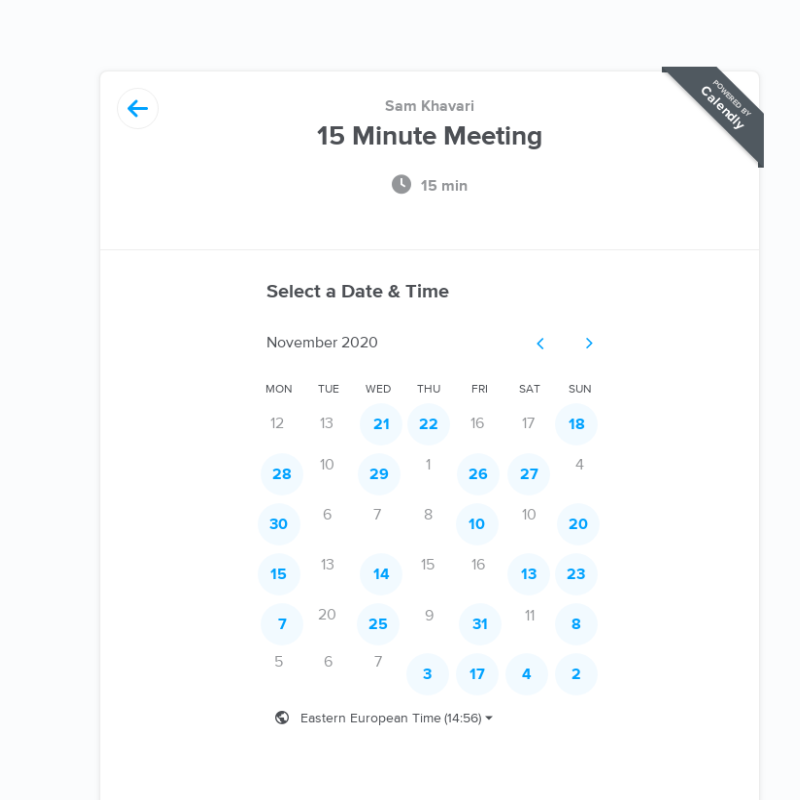 POWERED BY
Calendly
Sam Khavari
15 Minute Meeting
15 min
Select a Date & Time
November 2020
MON TUE WED THU FRI SAT SUN
12 13 21 22 16 17 18
28 10 29 1 26 27 4
30 6 7 8 10 10 20
15 13 14 15 16 13 23
7 20 25 9 31 11 8
5 6 7 3 17 4 2
Eastern European Time (14:56)